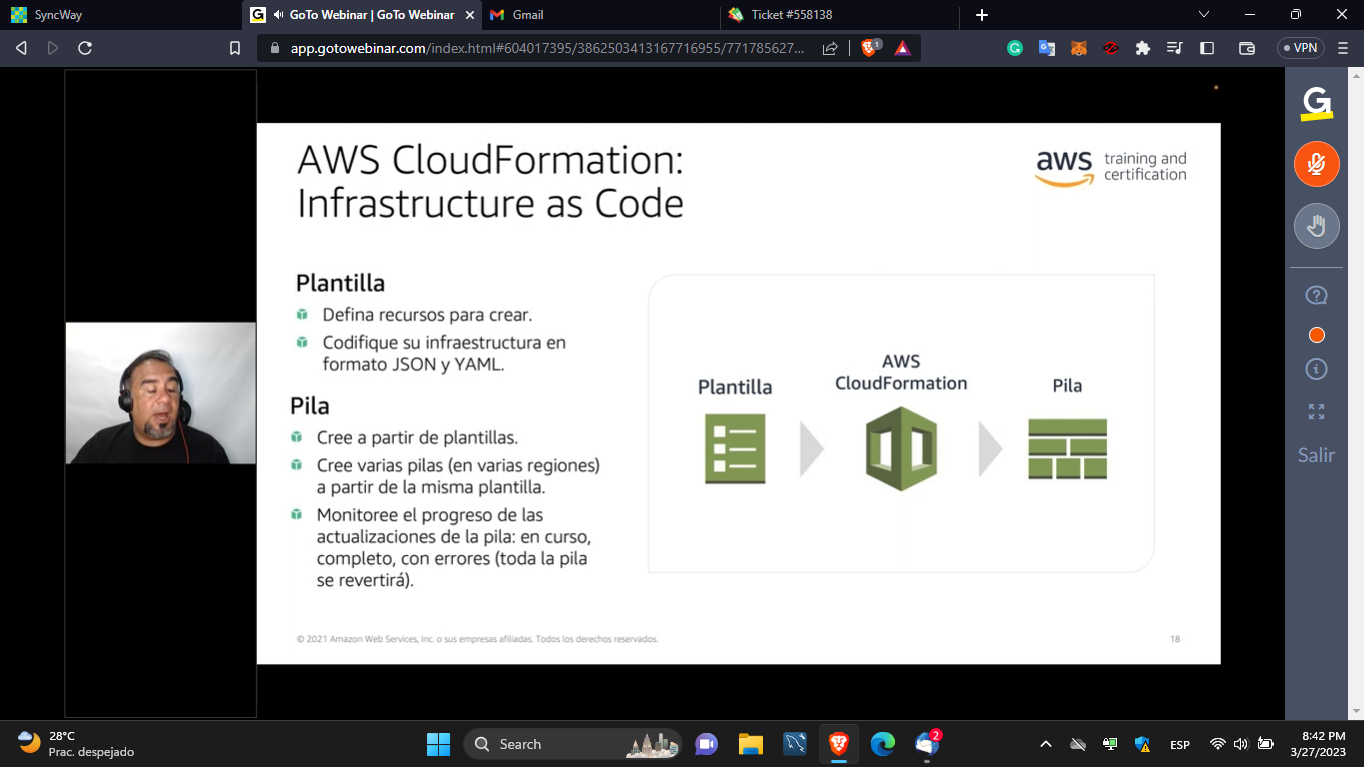 SyncWay
GoTo Webinar | GoTo Webinar
Gmail
Ticket #558138
app.gotowebinar.com/index.html#604017395/3862503413167716955/771785627...
1
VPN
AWS CloudFormation:
Infrastructure as Code
aws training and
certification
Plantilla
Defina recursos para crear.
Codifique su infraestructura en
formato JSON y YAML.
Pila
Cree a partir de plantillas.
Cree varias pilas (en varias regiones)
a partir de la misma plantilla.
Monitoree el progreso de las
actualizaciones de la pila: en curso,
completo, con errores (toda la pila
se revertirá).
Plantilla
AWS
CloudFormation
Pila
© 2021 Amazon Web Services, Inc. o sus empresas afiliadas. Todos los derechos reservados.
18
G
Salir
28°C
Prac. despejado
Search
2
ESP
8:42 PM
3/27/2023